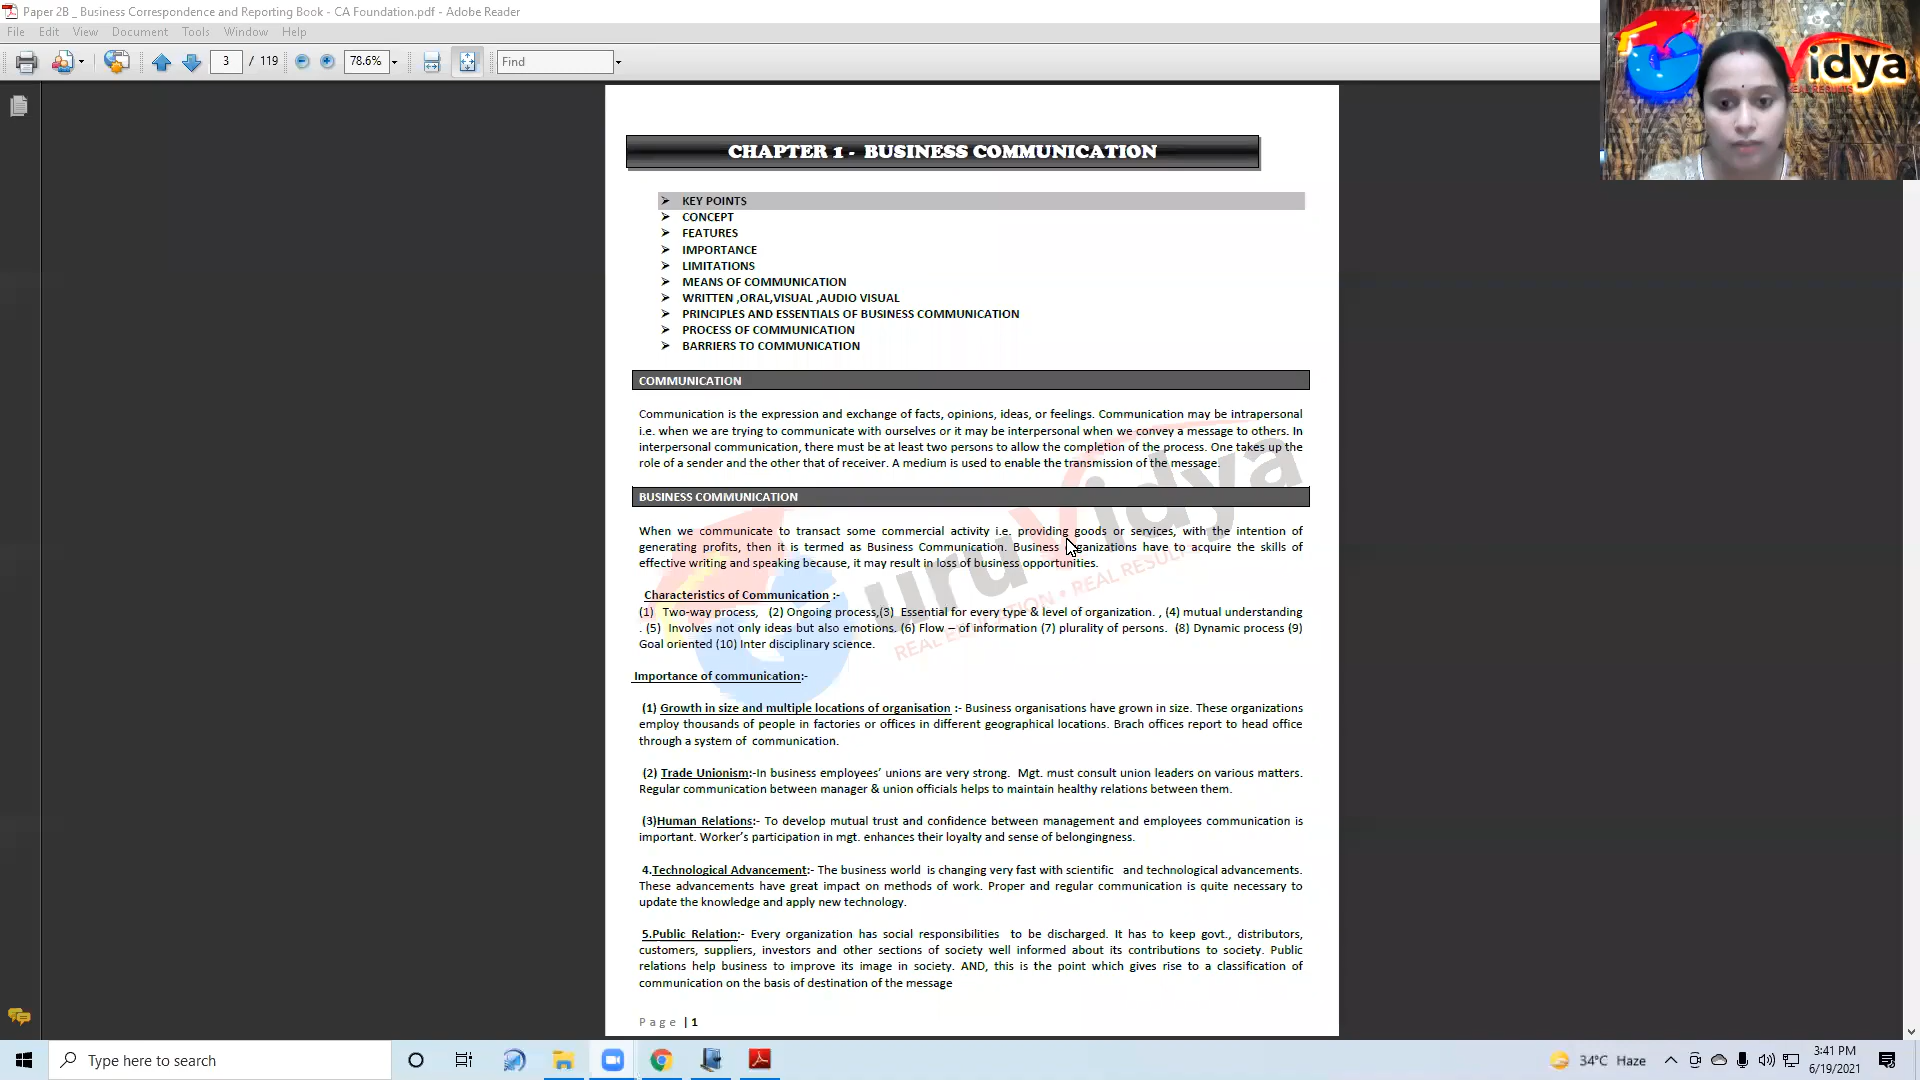 Paper 2B _ Business Correspondence and Reporting Book - CA Foundation.pdf - Adobe Reader
File Edit View Document Tools Window Help
3 / 119 78.6% Find
Vidya
REAL RESULTS
CHAPTER 1 - BUSINESS COMMUNICATION
➢ KEY POINTS
➢ CONCEPT
➢ FEATURES
➢ IMPORTANCE
➢ LIMITATIONS
➢ MEANS OF COMMUNICATION
➢ WRITTEN ,ORAL,VISUAL ,AUDIO VISUAL
➢ PRINCIPLES AND ESSENTIALS OF BUSINESS COMMUNICATION
➢ PROCESS OF COMMUNICATION
➢ BARRIERS TO COMMUNICATION
COMMUNICATION
Communication is the expression and exchange of facts, opinions, ideas, or feelings. Communication may be intrapersonal
i.e. when we are trying to communicate with ourselves or it may be interpersonal when we convey a message to others. In
interpersonal communication, there must be at least two persons to allow the completion of the process. One takes up the
role of a sender and the other that of receiver. A medium is used to enable the transmission of the message.
BUSINESS COMMUNICATION
When we communicate to transact some commercial activity i.e. providing goods or services, with the intention of
generating profits, then it is termed as Business Communication. Business organizations have to acquire the skills of
effective writing and speaking because, it may result in loss of business opportunities.
GuruVidya
REAL EDUCATION • REAL RESULTS
Characteristics of Communication :-
(1) Two-way process, (2) Ongoing process,(3) Essential for every type & level of organization. , (4) mutual understanding
. (5) Involves not only ideas but also emotions. (6) Flow – of information (7) plurality of persons. (8) Dynamic process (9)
Goal oriented (10) Inter disciplinary science.
Importance of communication:-
(1) Growth in size and multiple locations of organisation :- Business organisations have grown in size. These organizations
employ thousands of people in factories or offices in different geographical locations. Brach offices report to head office
through a system of communication.
(2) Trade Unionism:-In business employees' unions are very strong. Mgt. must consult union leaders on various matters.
Regular communication between manager & union officials helps to maintain healthy relations between them.
(3)Human Relations:- To develop mutual trust and confidence between management and employees communication is
important. Worker's participation in mgt. enhances their loyalty and sense of belongingness.
4.Technological Advancement:- The business world is changing very fast with scientific and technological advancements.
These advancements have great impact on methods of work. Proper and regular communication is quite necessary to
update the knowledge and apply new technology.
5.Public Relation:- Every organization has social responsibilities to be discharged. It has to keep govt., distributors,
customers, suppliers, investors and other sections of society well informed about its contributions to society. Public
relations help business to improve its image in society. AND, this is the point which gives rise to a classification of
communication on the basis of destination of the message
Page | 1
Type here to search
34°C Haze
3:41 PM
6/19/2021